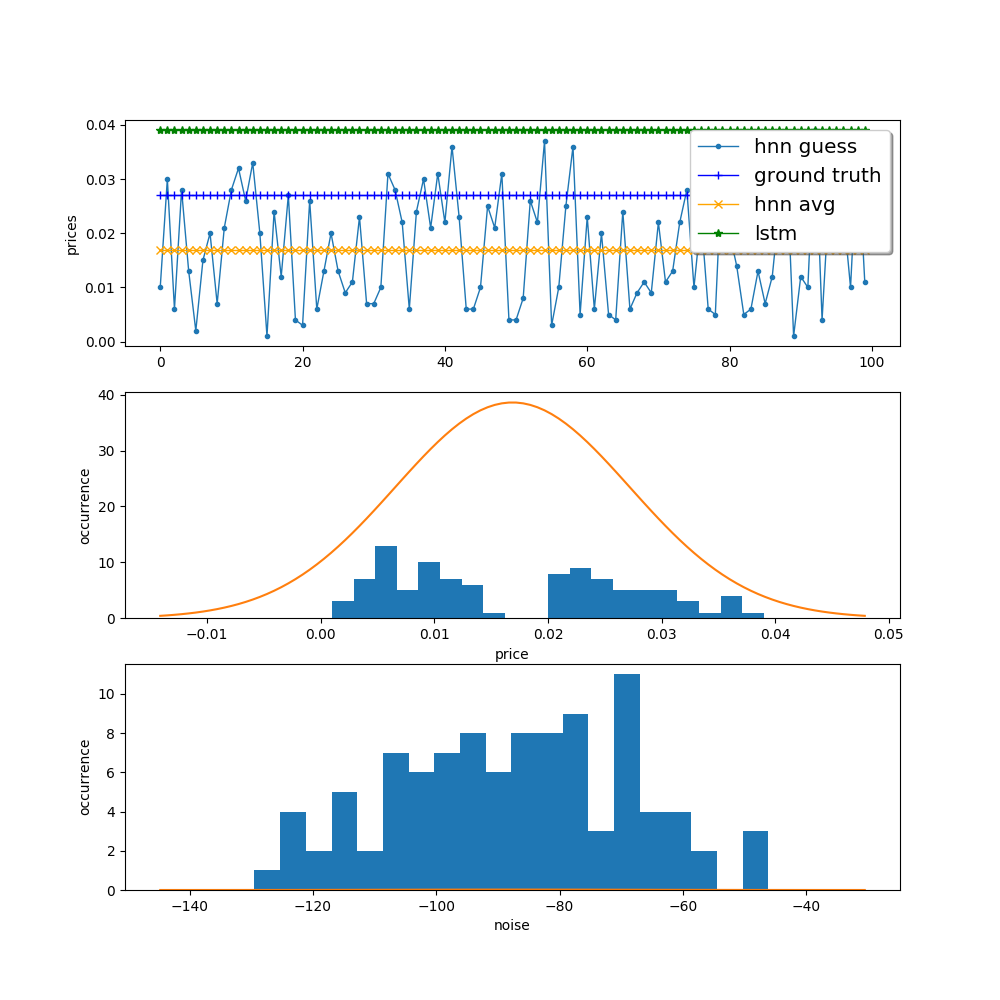 0.04
0.03
0.02
0.01
0.00
prices
hnn guess
ground truth
hnn avg
lstm
0 20 40 60 80 100
40
30
20
10
0
occurrence
−0.01 0.00 0.01 0.02 0.03 0.04 0.05
price
10
8
6
4
2
0
occurrence
−140 −120 −100 −80 −60 −40
noise